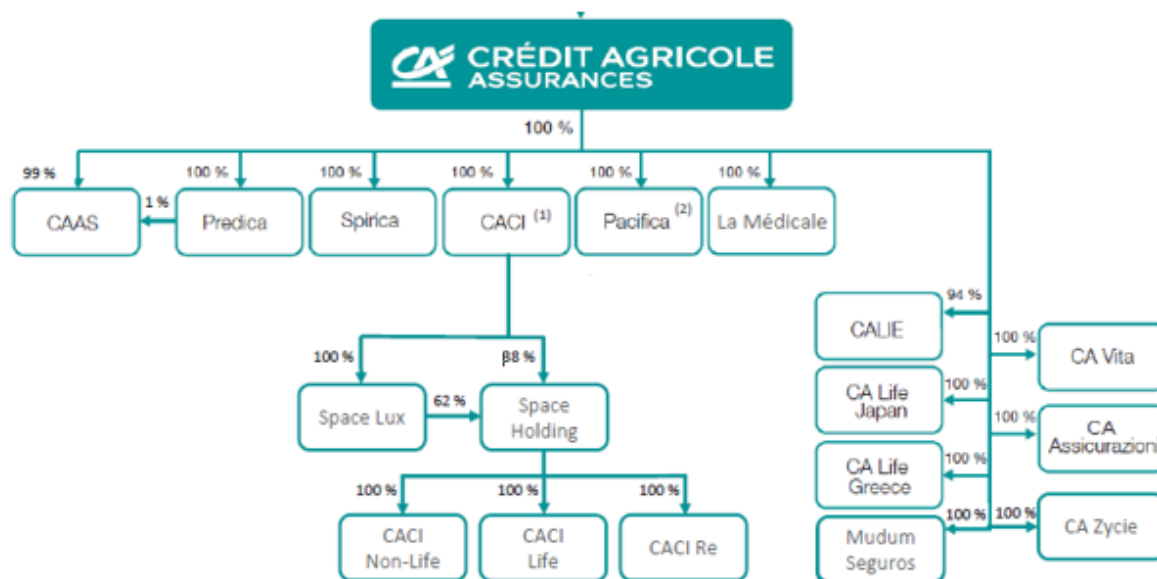 CRÉDIT AGRICOLE
ASSURANCES
100 %
99 %
100 %
100 %
100 %
100 %
100 %
CAAS
1 %
Predica
Spirica
CACI (1)
Pacifica (2)
La Médicale
94 %
CALIE
100 %
CA Vita
100 %
88 %
Space Lux
62 %
Space
Holding
100 %
CA Life
Japan
100 %
CA
Assicurazioni
100 %
CA Life
Greece
100 %
100 %
100 %
CACI
Non-Life
CACI
Life
CACI Re
100 %
Mudum
Seguros
100 %
CA Zycie